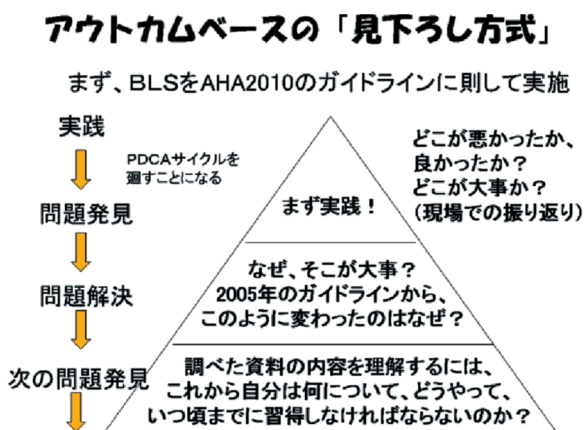 アウトカムベースの「見下ろし方式」
まず、BLSをAHA2010のガイドラインに則して実施
実践
PDCAサイクルを
廻すことになる
問題発見
問題解決
次の問題発見
まず実践！
なぜ、そこが大事？
2005年のガイドラインから、
このように変わったのはなぜ？
調べた資料の内容を理解するには、
これから自分は何について、どうやって、
いつ頃までに習得しなければならないのか？
どこが悪かったか、
良かったか？
どこが大事か？
(現場での振り返り)